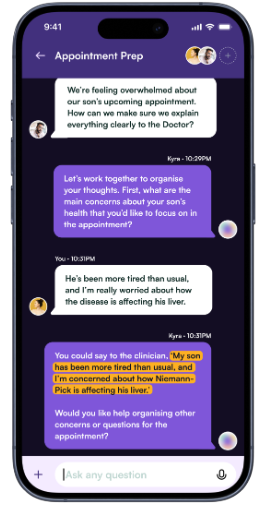 9:41
Appointment Prep
We're feeling overwhelmed about
our son's upcoming appointment.
How can we make sure we explain
everything clearly to the Doctor?
Kyra • 10:29PM
Let's work together to organise
your thoughts. First, what are the
main concerns about your son's
health that you'd like to focus on in
the appointment?
You • 10:31PM
He's been more tired than usual,
and I'm really worried about how
the disease is affecting his liver.
Kyra • 10:31PM
You could say to the clinician, 'My son
has been more tired than usual, and
I'm concerned about how Niemann-
Pick is affecting his liver.'
Would you like help organising other
concerns or questions for the
appointment?
Ask any question